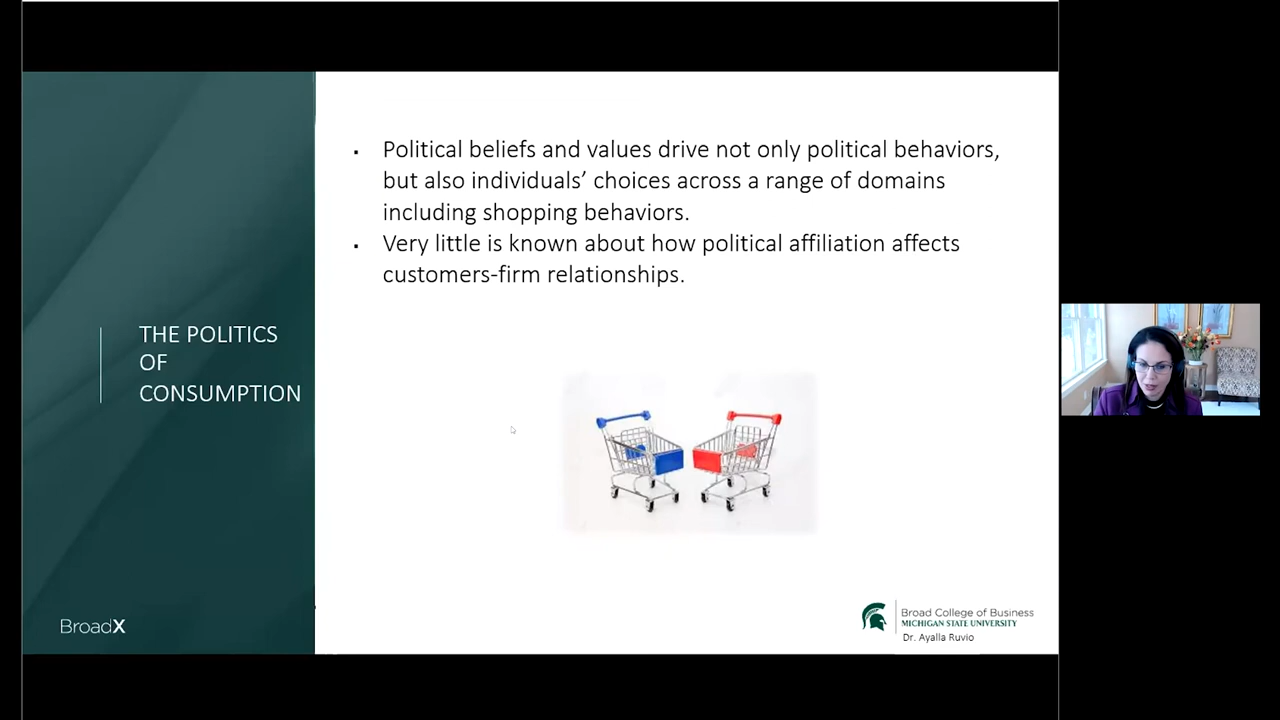 Political beliefs and values drive not only political behaviors,
but also individuals’ choices across a range of domains
including shopping behaviors.
Very little is known about how political affiliation affects
customers-firm relationships.
THE POLITICS
OF
CONSUMPTION
BroadX
Broad College of Business
MICHIGAN STATE UNIVERSITY
Dr. Ayalla Ruvio